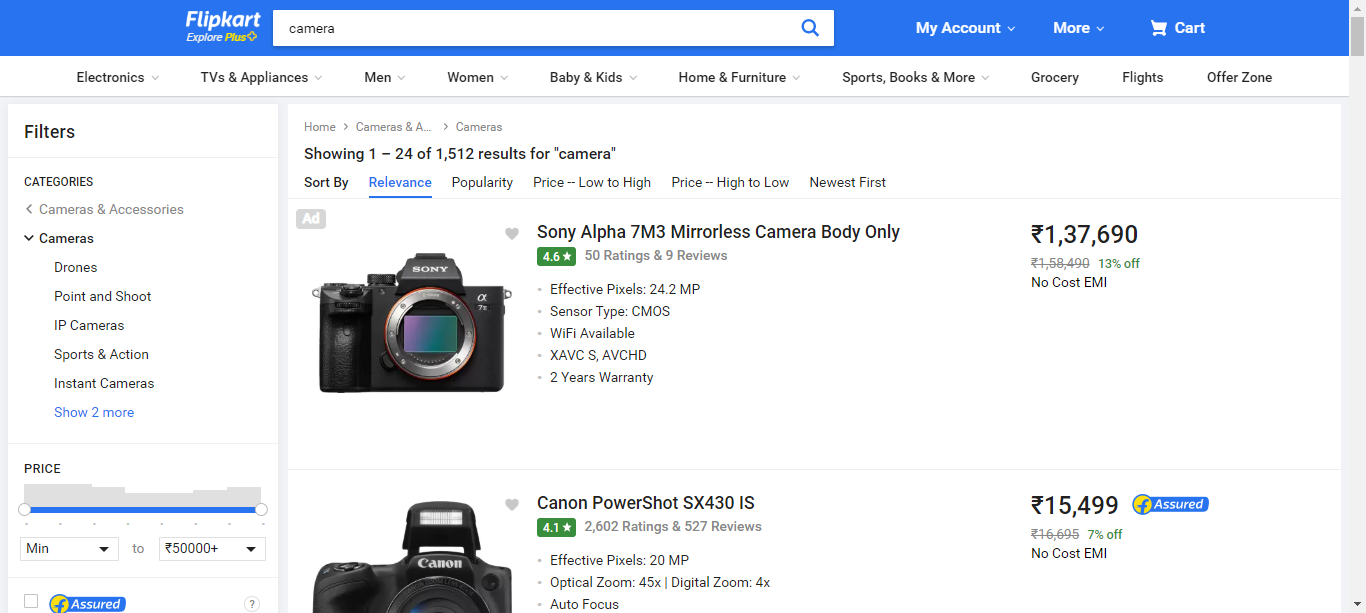 Flipkart
Explore Plus
camera
My Account
More
Cart
Electronics
TVs & Appliances
Men
Women
Baby & Kids
Home & Furniture
Sports, Books & More
Grocery
Flights
Offer Zone
Filters
CATEGORIES
Cameras & Accessories
Cameras
Drones
Point and Shoot
IP Cameras
Sports & Action
Instant Cameras
Show 2 more
PRICE
Min
to
₹50000+
Assured
?
Home > Cameras & A... > Cameras
Showing 1 – 24 of 1,512 results for "camera"
Sort By Relevance Popularity Price -- Low to High Price -- High to Low Newest First
Ad
SONY
α
7III
Sony Alpha 7M3 Mirrorless Camera Body Only
4.6★ 50 Ratings & 9 Reviews
Effective Pixels: 24.2 MP
Sensor Type: CMOS
WiFi Available
XAVC S, AVCHD
2 Years Warranty
₹1,37,690
₹1,58,490 13% off
No Cost EMI
Canon
Canon PowerShot SX430 IS
4.1★ 2,602 Ratings & 527 Reviews
Effective Pixels: 20 MP
Optical Zoom: 45x | Digital Zoom: 4x
Auto Focus
₹15,499 Assured
₹16,695 7% off
No Cost EMI